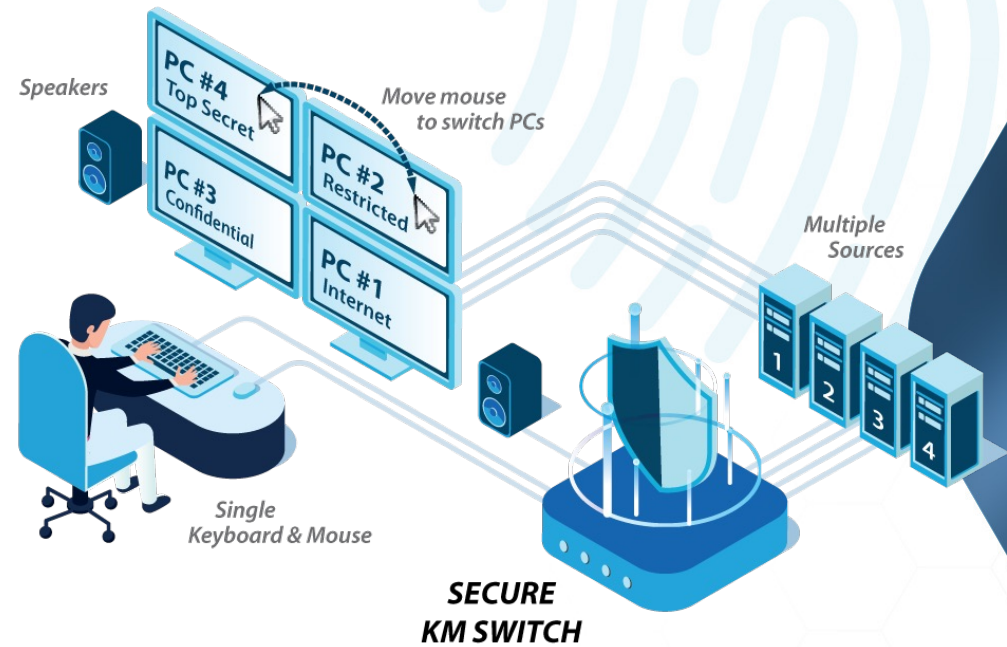 Speakers
PC #4
Top Secret
Move mouse
to switch PCs
PC #2
Restricted
PC #3
Confidential
PC #1
Internet
Multiple
Sources
1
2
3
4
Single
Keyboard & Mouse
SECURE
KM SWITCH